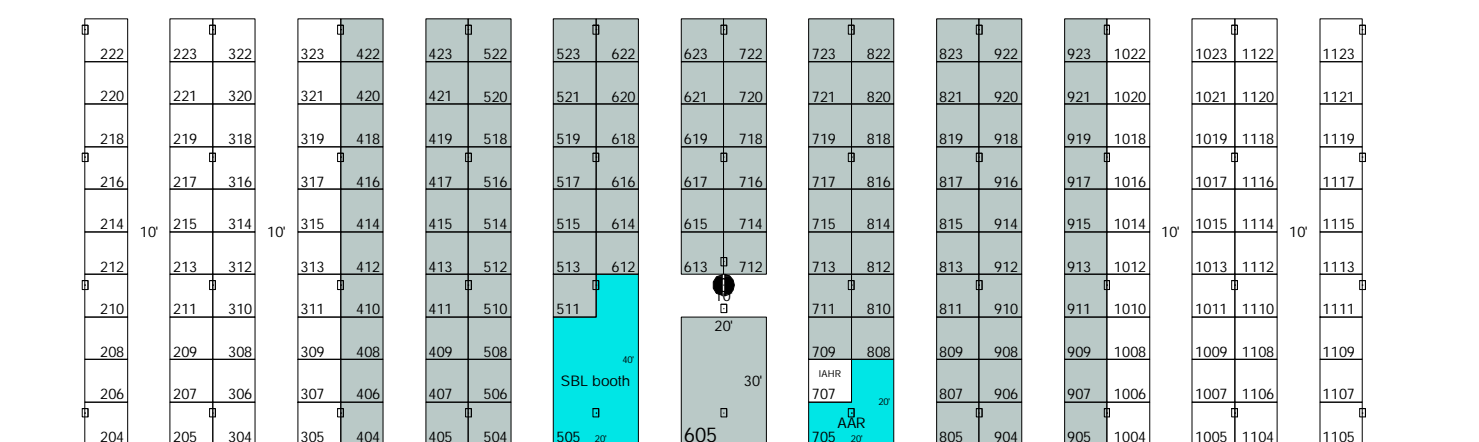 222 223 322 323 422 423 522 523 622 623 722 723 822 823 922 923 1022 1023 1122 1123
220 221 320 321 420 421 520 521 620 621 720 721 820 821 920 921 1020 1021 1120 1121
218 219 318 319 418 419 518 519 618 619 718 719 818 819 918 919 1018 1019 1118 1119
216 217 316 317 416 417 516 517 616 617 716 717 816 817 916 917 1016 1017 1116 1117
214 215 314 315 414 415 514 515 614 615 714 715 814 815 914 915 1014 1015 1114 1115
10' 10' 10' 10'
212 213 312 313 412 413 512 513 612 613 712 713 812 813 912 913 1012 1013 1112 1113
10'
210 211 310 311 410 411 510 511 711 810 811 910 911 1010 1011 1110 1111
20'
208 209 308 309 408 409 508 709 808 809 908 909 1008 1009 1108 1109
40'
IAHR
SBL booth 30'
206 207 306 307 406 407 506 707 807 906 907 1006 1007 1106 1107
20'
AAR
204 205 304 305 404 405 504 505 20' 605 705 20' 805 904 905 1004 1005 1104 1105